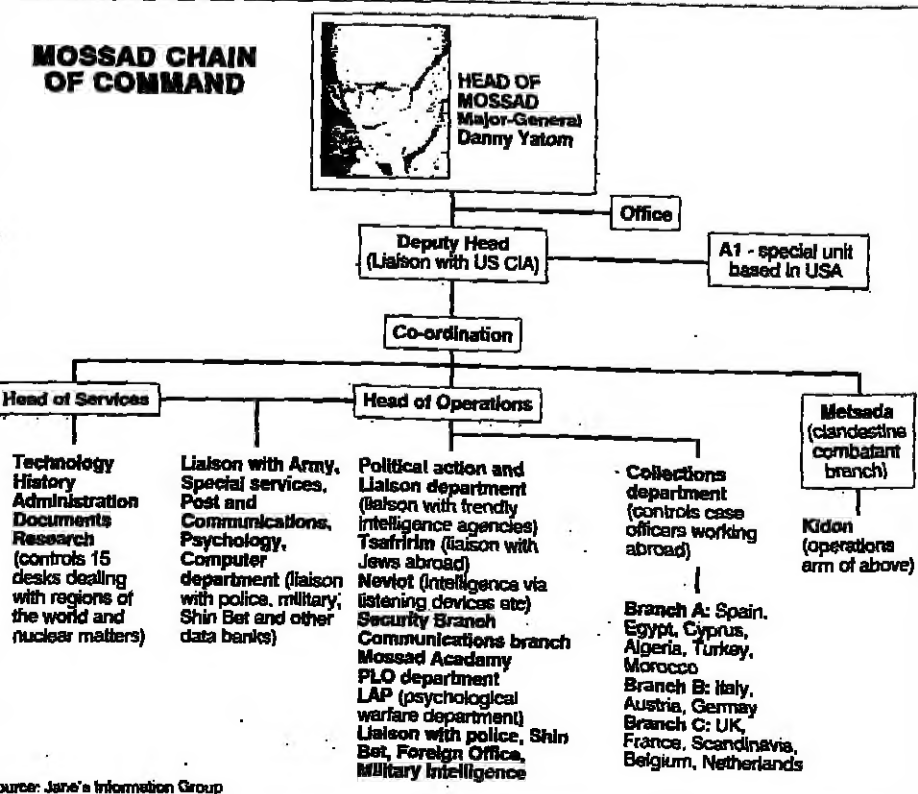 MOSSAD CHAIN
OF COMMAND
HEAD OF
MOSSAD
Major-General
Danny Yatom
Office
Deputy Head
(Liaison with US CIA)
A1 - special unit
based in USA
Co-ordination
Head of Services
Head of Operations
Metsada
(clandestine
combatant
branch)
Technology
History
Administration
Documents
Research
(controls 15
desks dealing
with regions of
the world and
nuclear matters)
Liaison with Army,
Special services,
Post and
Communications,
Psychology,
Computer
department (liaison
with police, military,
Shin Bet and other
data banks)
Political action and
Liaison department
(liaison with frendly
intelligence agencies)
Tsafririm (liaison with
Jews abroad)
Neviot (intelligence via
listening devices etc)
Security Branch
Communications branch
Mossad Acadamy
PLO department
LAP (psychological
warfare department)
Liaison with police, Shin
Bet, Foreign Office,
Military Intelligence
Collections
department
(controls case
officers working
abroad)
Branch A: Spain,
Egypt, Cyprus,
Algeria, Turkey,
Morocco
Branch B: Italy,
Austria, Germay
Branch C: UK,
France, Scandinavia,
Belgium, Netherlands
Kidon
(operations
arm of above)
ource: Jane's Information Group